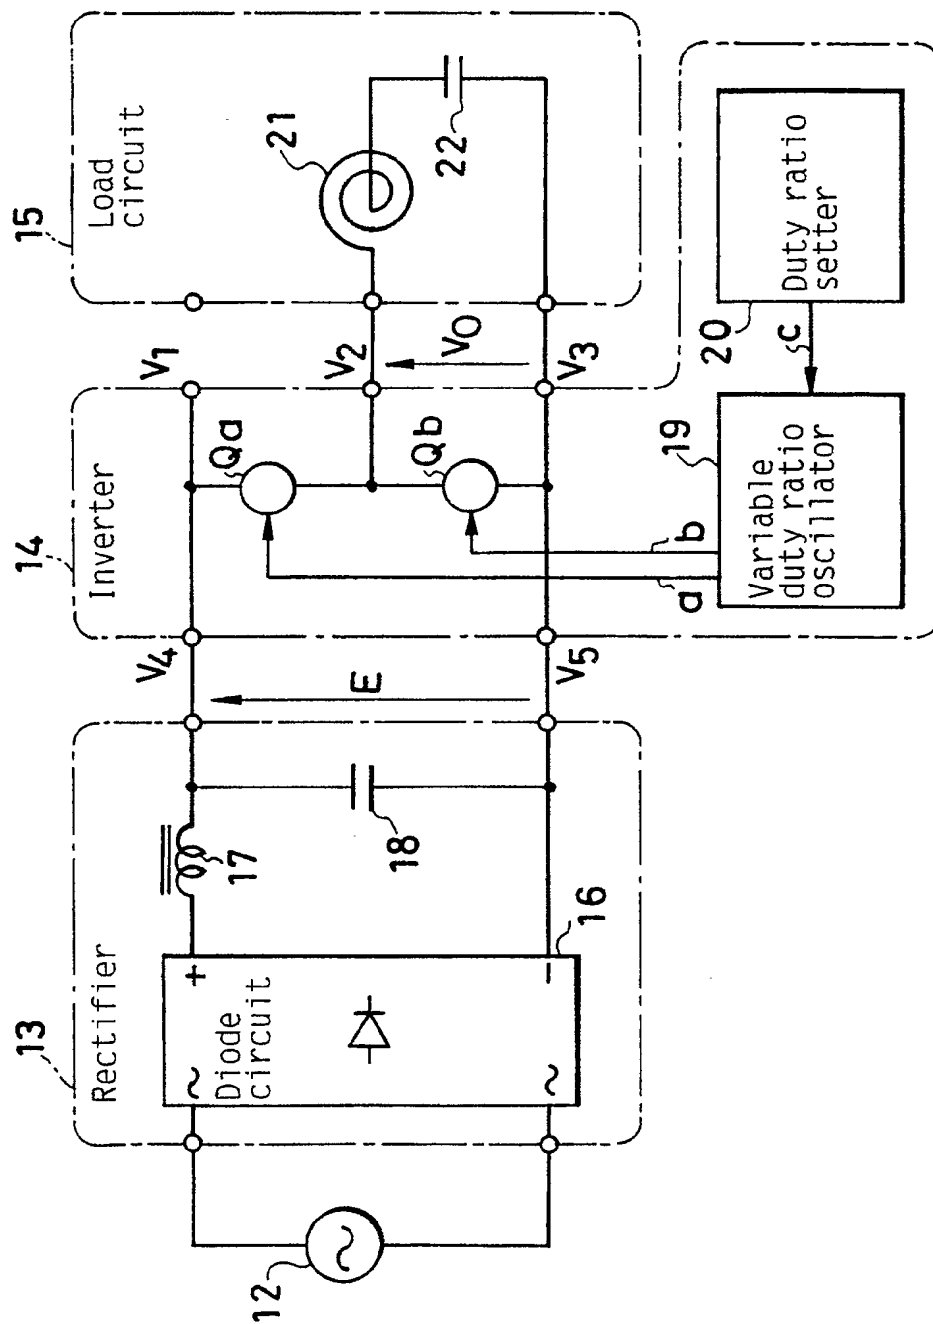 13
Rectifier
14
Inverter
15
Load
circuit
12
~
Diode
circuit
~
~
+
-
16
17
18
V4
E
V5
Qa
Qb
V1
V2
V0
V3
21
22
a
b
19
Variable
duty ratio
oscillator
c
20
Duty ratio
setter